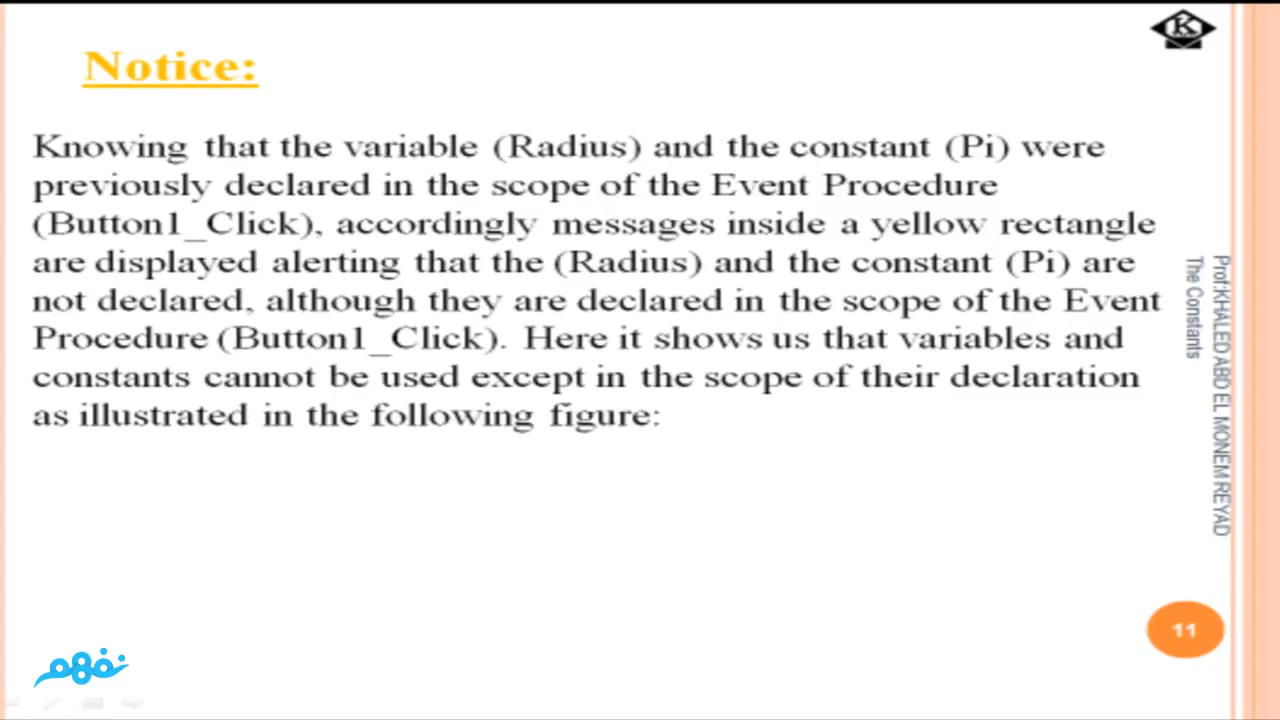 K
Notice:
Knowing that the variable (Radius) and the constant (Pi) were
previously declared in the scope of the Event Procedure
(Button1_Click), accordingly messages inside a yellow rectangle
are displayed alerting that the (Radius) and the constant (Pi) are
not declared, although they are declared in the scope of the Event
Procedure (Button1_Click). Here it shows us that variables and
constants cannot be used except in the scope of their declaration
as illustrated in the following figure:
Prof:KHALED ABD EL MONEM REYAD
The Constants
11
نفهم